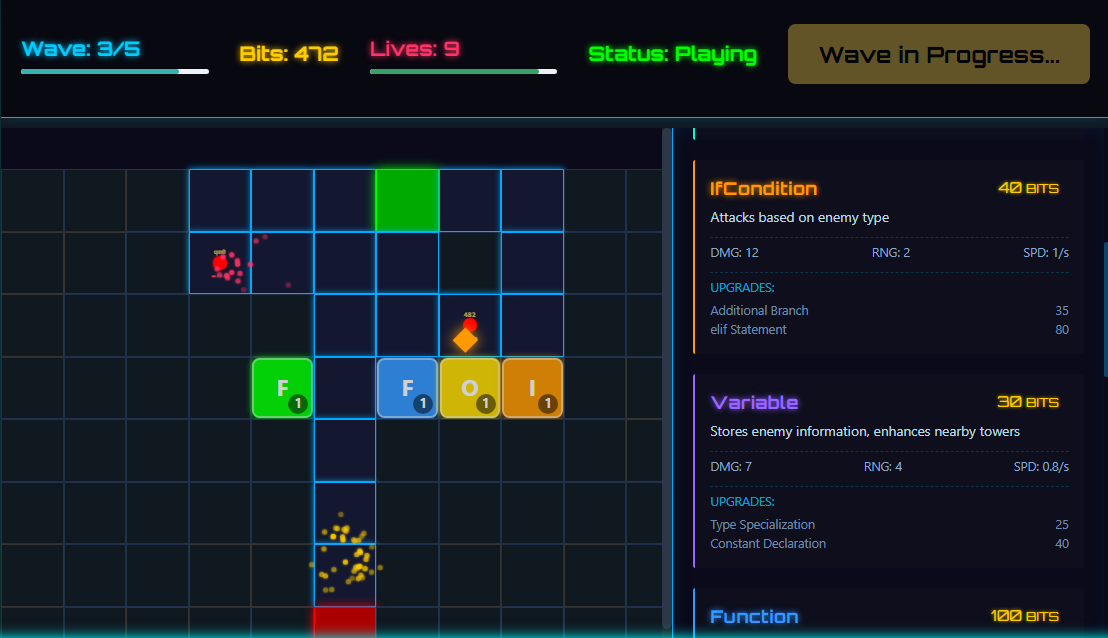 Wave: 3/5
Bits: 472
Lives: 9
Status: Playing
Wave in Progress...
IfCondition
40 BITS
Attacks based on enemy type
DMG: 12
RNG: 2
SPD: 1/s
UPGRADES:
Additional Branch
35
elif Statement
80
482
F
1
F
1
O
1
I
1
Variable
30 BITS
Stores enemy information, enhances nearby towers
DMG: 7
RNG: 4
SPD: 0.8/s
UPGRADES:
Type Specialization
25
Constant Declaration
40
Function
100 BITS